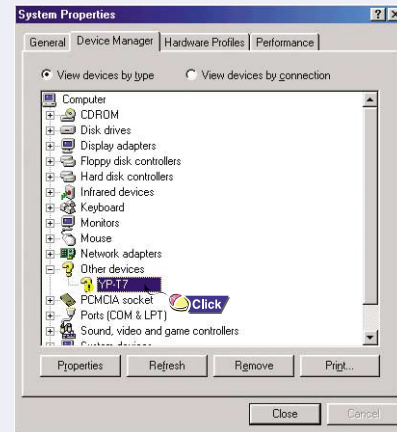 System Properties
General Device Manager Hardware Profiles Performance
View devices by type View devices by connection
Computer
CDROM
Disk drives
Display adapters
Floppy disk controllers
Hard disk controllers
Infrared devices
Keyboard
Monitors
Mouse
Network adapters
Other devices
YP-T7
PCMCIA socket
Click
Ports (COM & LPT)
Sound, video and game controllers
System devices
Properties Refresh Remove Print...
Close Cancel